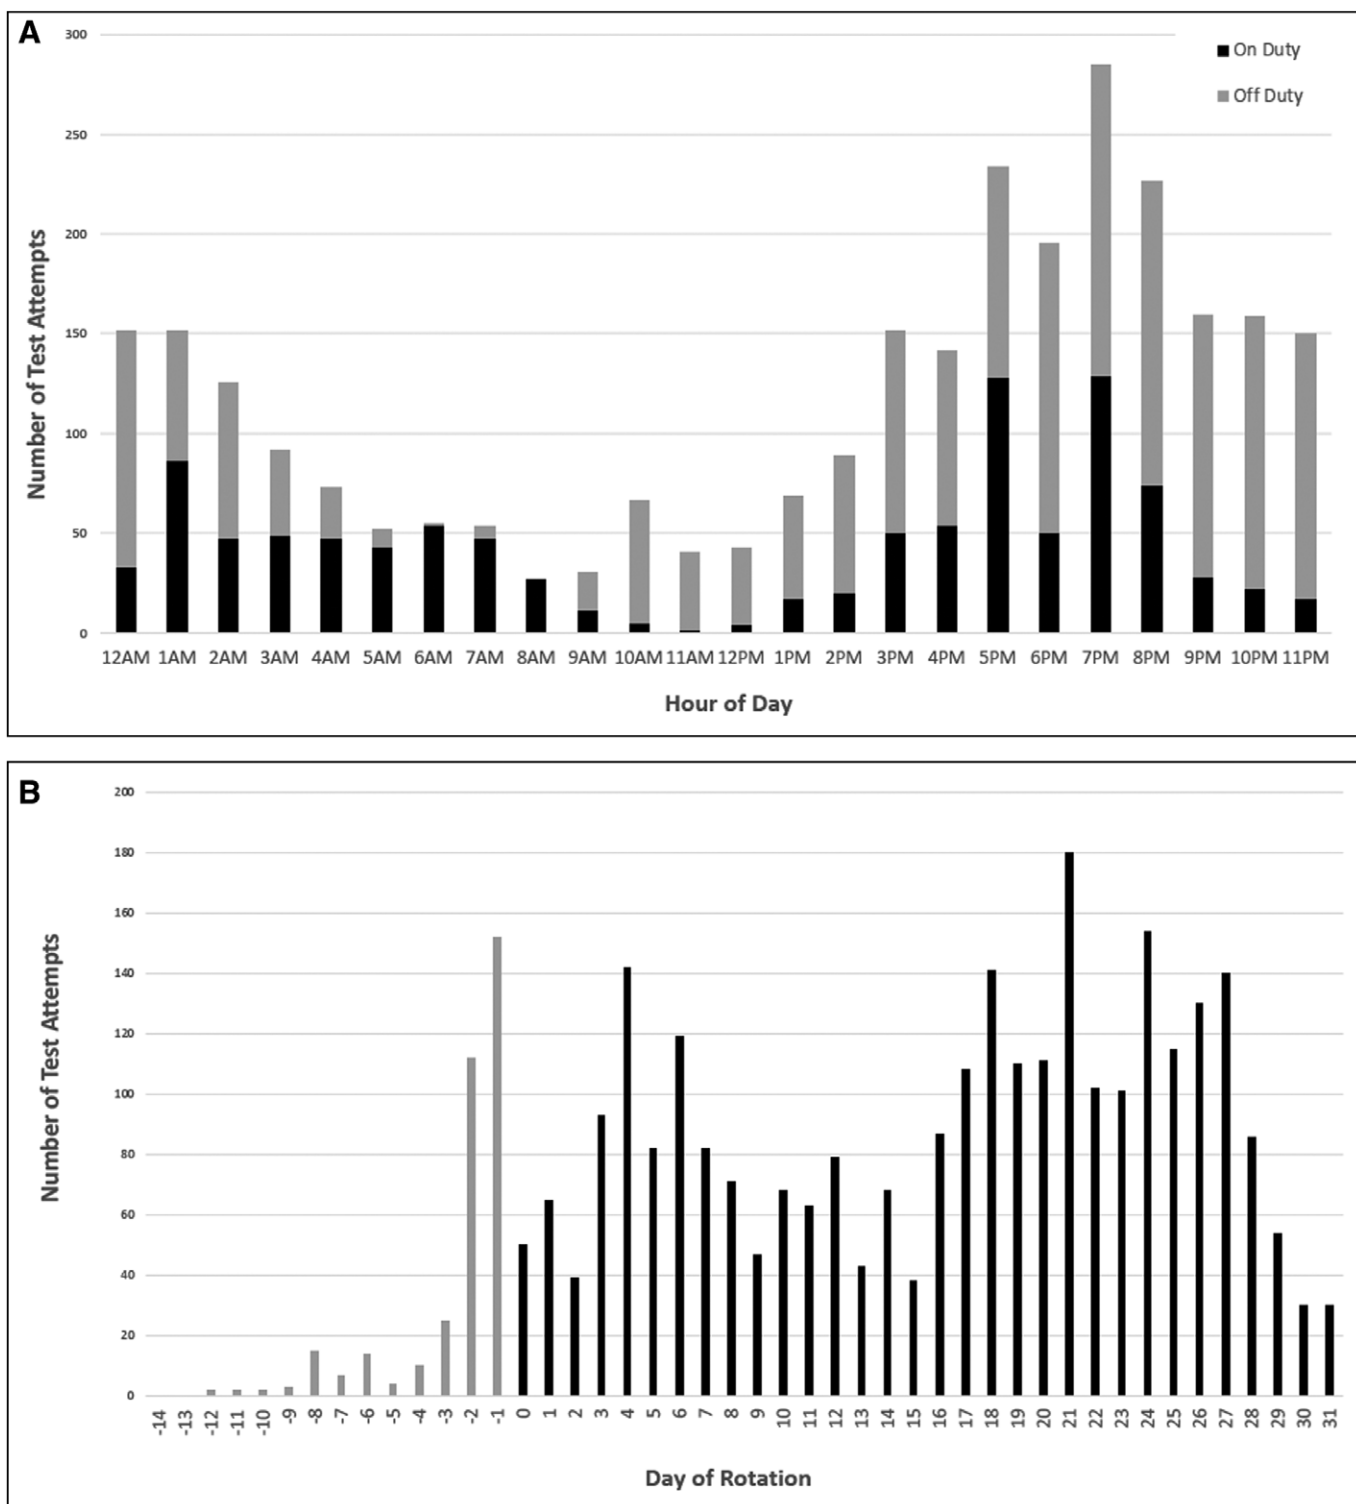 A
300
On Duty
Off Duty
250
200
150
100
50
0
Number of Test Attempts
12AM 1AM 2AM 3AM 4AM 5AM 6AM 7AM 8AM 9AM 10AM 11AM 12PM 1PM 2PM 3PM 4PM 5PM 6PM 7PM 8PM 9PM 10PM 11PM
Hour of Day
B
200
180
160
140
120
100
80
60
40
20
0
Number of Test Attempts
-14 -13 -12 -11 -10 -9 -8 -7 -6 -5 -4 -3 -2 -1 0 1 2 3 4 5 6 7 8 9 10 11 12 13 14 15 16 17 18 19 20 21 22 23 24 25 26 27 28 29 30 31
Day of Rotation